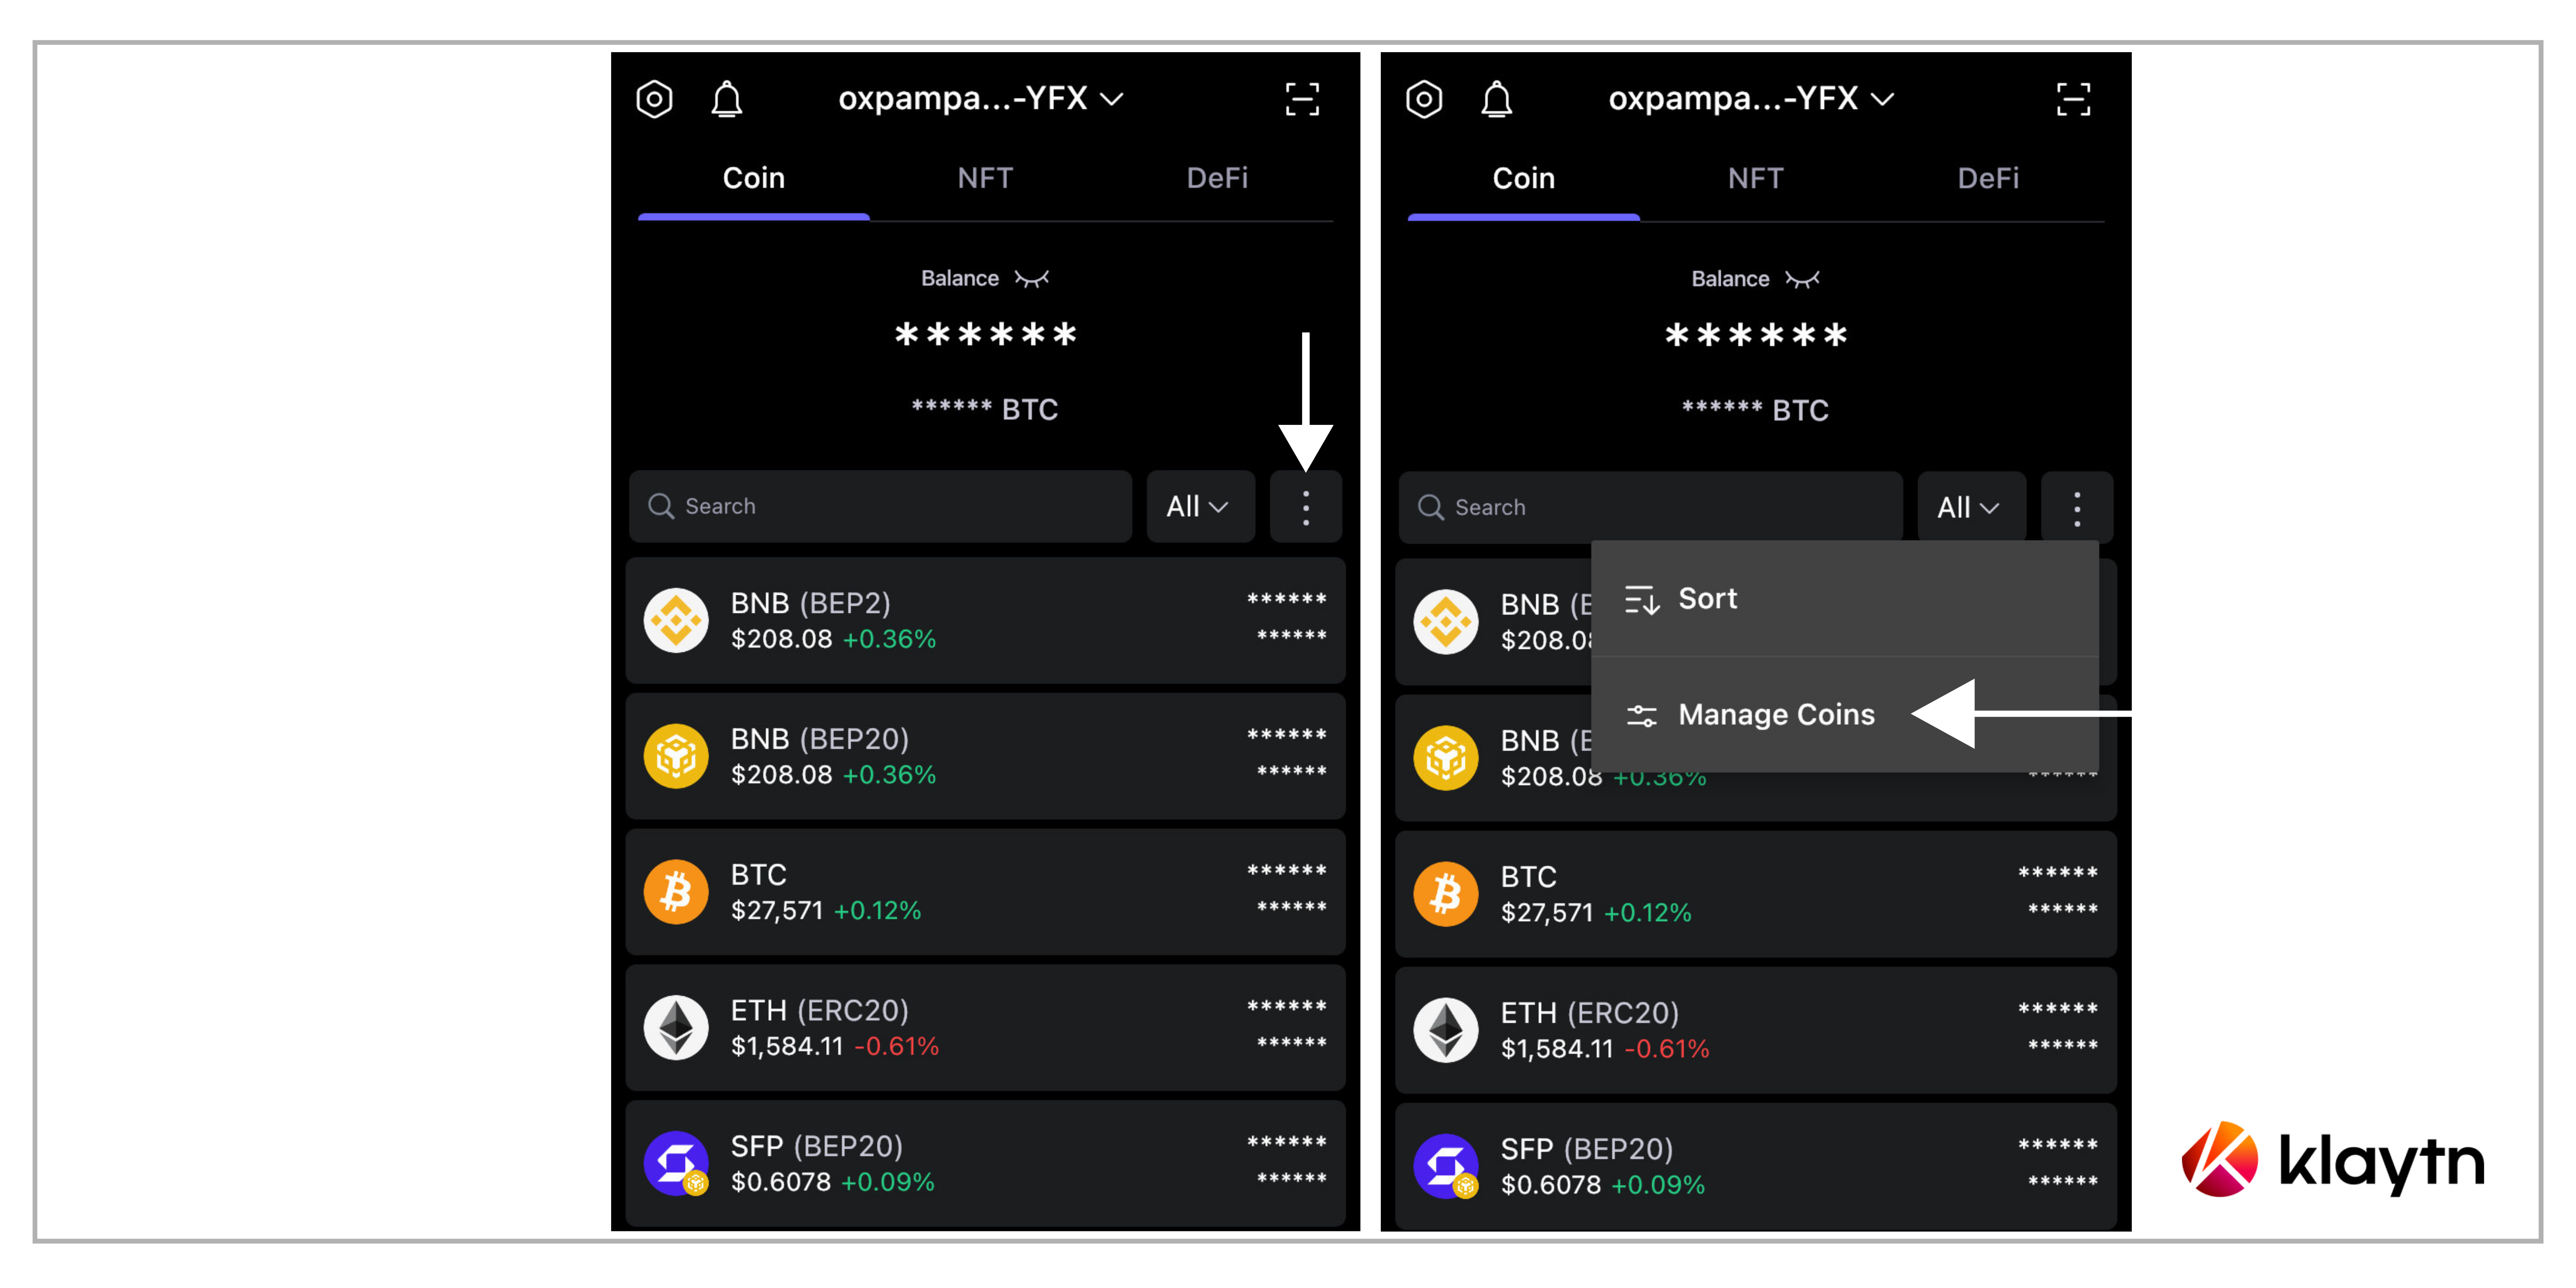 oxpampa...-YFX
Coin NFT DeFi
Balance
******
****** BTC
Search All
BNB (BEP2) ******
$208.08 +0.36% ******
BNB (BEP20) ******
$208.08 +0.36% ******
BTC ******
$27,571 +0.12% ******
ETH (ERC20) ******
$1,584.11 -0.61% ******
SFP (BEP20) ******
$0.6078 +0.09% ******
oxpampa...-YFX
Coin NFT DeFi
Balance
******
****** BTC
Search All
Sort
BNB (B
$208.08
Manage Coins
BNB (B
$208.08 +0.36% ******
BTC ******
$27,571 +0.12% ******
ETH (ERC20) ******
$1,584.11 -0.61% ******
SFP (BEP20) ******
$0.6078 +0.09% ******
klaytn